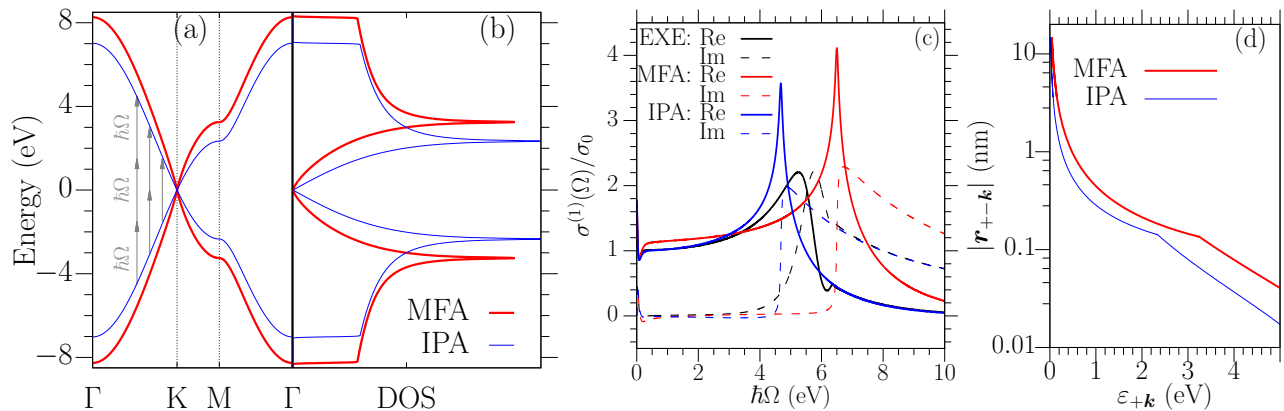 (a)
(b)
Energy (eV)
8
4
0
−4
−8
ℏΩ
ℏΩ
ℏΩ
MFA
IPA
Γ K M Γ DOS
(c)
σ(1)(Ω)/σ0
4
3
2
1
0
EXE: Re
Im
MFA: Re
Im
IPA: Re
Im
0 2 4 6 8 10
ℏΩ (eV)
(d)
|r+−k| (nm)
10
1
0.1
0.01
MFA
IPA
0 1 2 3 4
ε+k (eV)